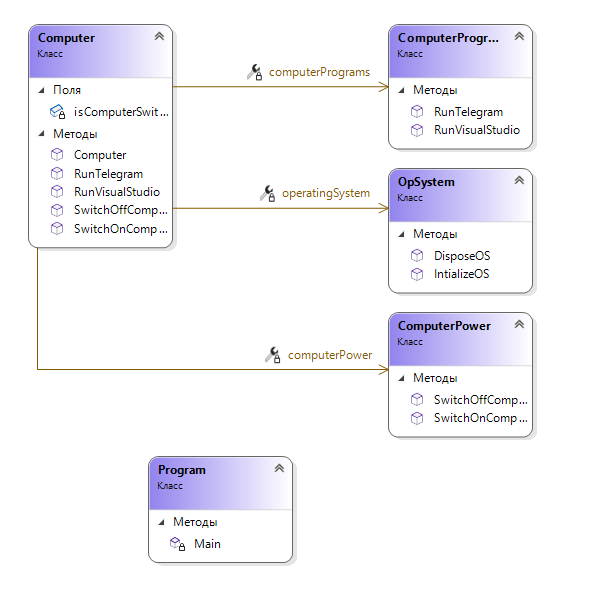 Computer
Класс
Поля
isComputerSwit...
Методы
Computer
RunTelegram
RunVisualStudio
SwitchOffComp...
SwitchOnComp...
computerPrograms
operatingSystem
computerPower
ComputerProgr...
Класс
Методы
RunTelegram
RunVisualStudio
OpSystem
Класс
Методы
DisposeOS
IntializeOS
ComputerPower
Класс
Методы
SwitchOffComp...
SwitchOnComp...
Program
Класс
Методы
Main